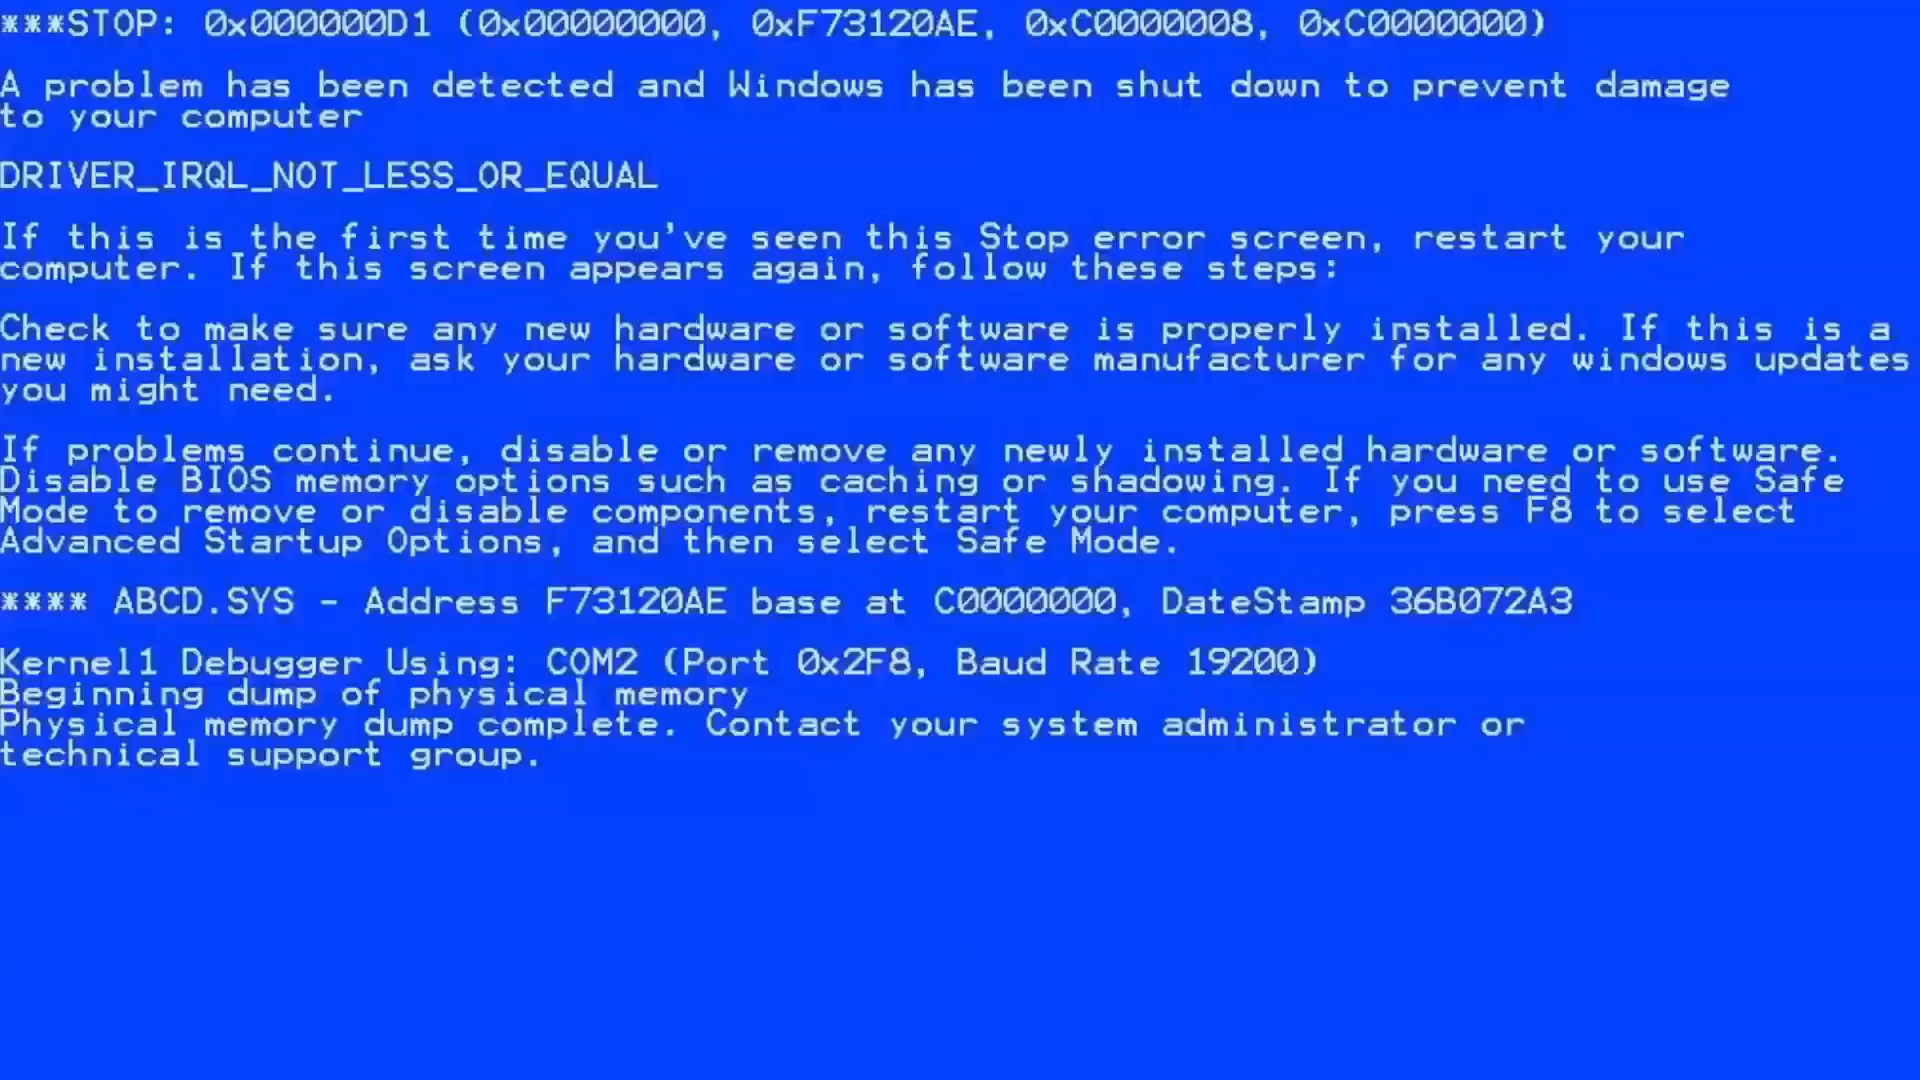 ***STOP: 0x000000D1 (0x00000000, 0xF73120AE, 0xC0000008, 0xC0000000)
A problem has been detected and Windows has been shut down to prevent damage
to your computer
DRIVER_IRQL_NOT_LESS_OR_EQUAL
If this is the first time you've seen this Stop error screen, restart your
computer. If this screen appears again, follow these steps:
Check to make sure any new hardware or software is properly installed. If this is a
new installation, ask your hardware or software manufacturer for any windows updates
you might need.
If problems continue, disable or remove any newly installed hardware or software.
Disable BIOS memory options such as caching or shadowing. If you need to use Safe
Mode to remove or disable components, restart your computer, press F8 to select
Advanced Startup Options, and then select Safe Mode.
**** ABCD.SYS - Address F73120AE base at C0000000, DateStamp 36B072A3
Kernel1 Debugger Using: COM2 (Port 0x2F8, Baud Rate 19200)
Beginning dump of physical memory
Physical memory dump complete. Contact your system administrator or
technical support group.